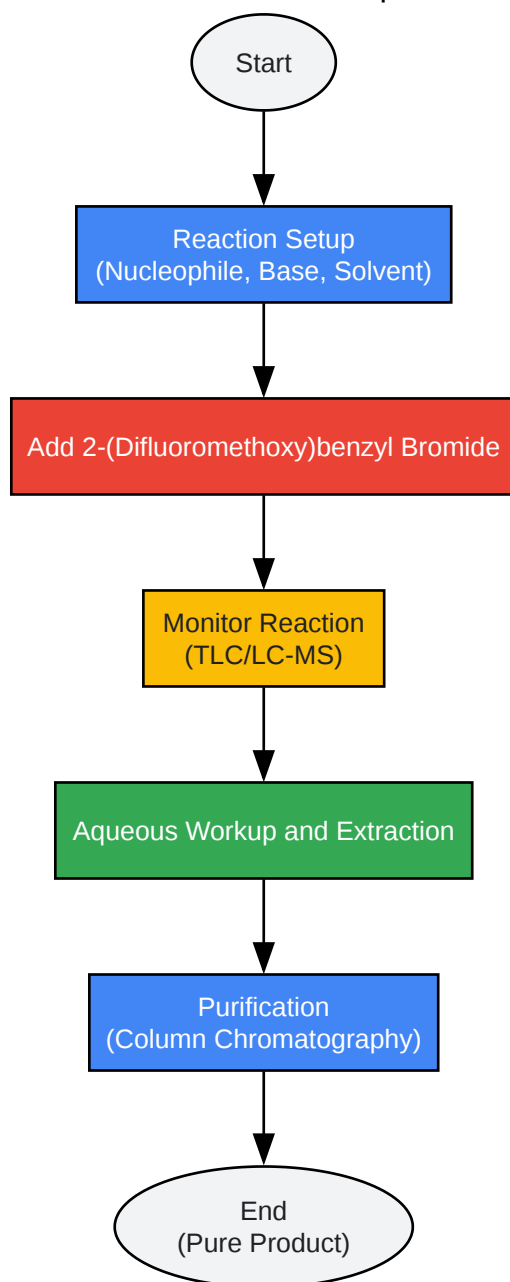 Start
Reaction Setup
(Nucleophile, Base, Solvent)
Add 2-(Difluoromethoxy)benzyl Bromide
Monitor Reaction
(TLC/LC-MS)
Aqueous Workup and Extraction
Purification
(Column Chromatography)
End
(Pure Product)